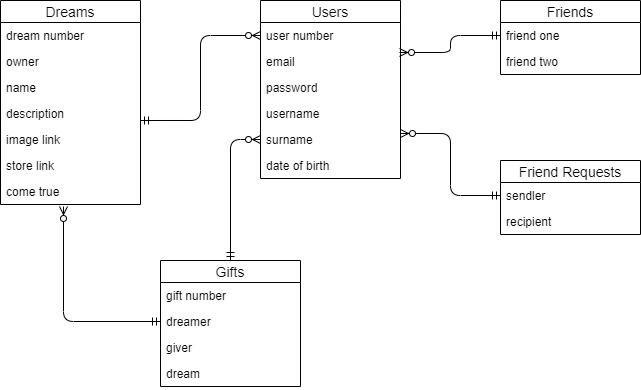 Dreams
dream number
owner
name
description
image link
store link
come true
Users
user number
email
password
username
surname
date of birth
Friends
friend one
friend two
Friend Requests
sendler
recipient
Gifts
gift number
dreamer
giver
dream